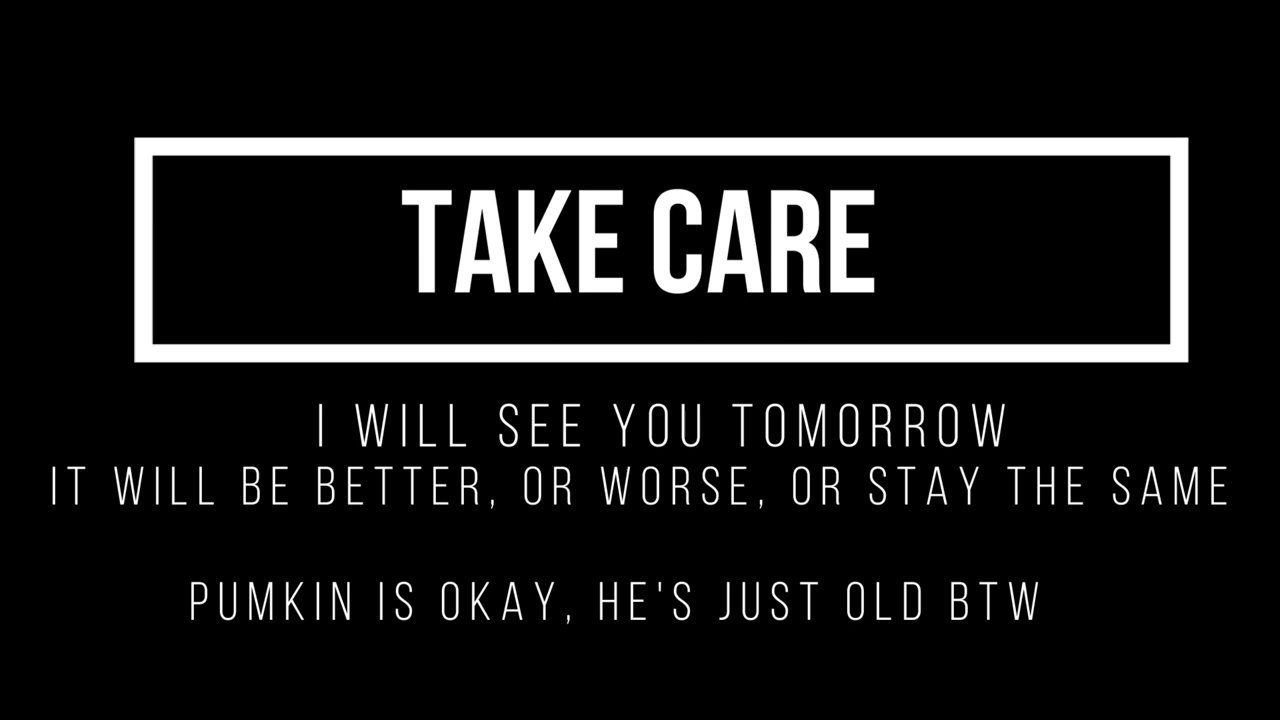 TAKE CARE
I WILL SEE YOU TOMORROW
IT WILL BE BETTER, OR WORSE, OR STAY THE SAME
PUMKIN IS OKAY, HE'S JUST OLD BTW